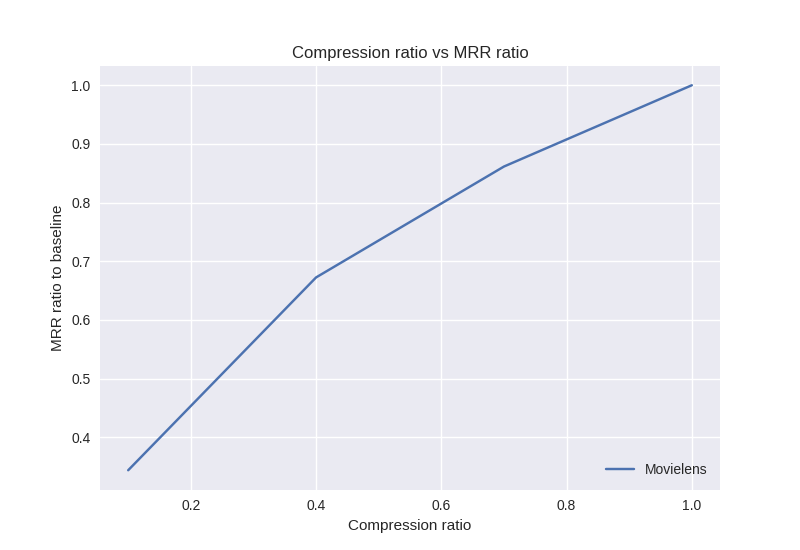 Compression ratio vs MRR ratio
MRR ratio to baseline
1.0
0.9
0.8
0.7
0.6
0.5
0.4
Movielens
0.2 0.4 0.6 0.8 1.0
Compression ratio